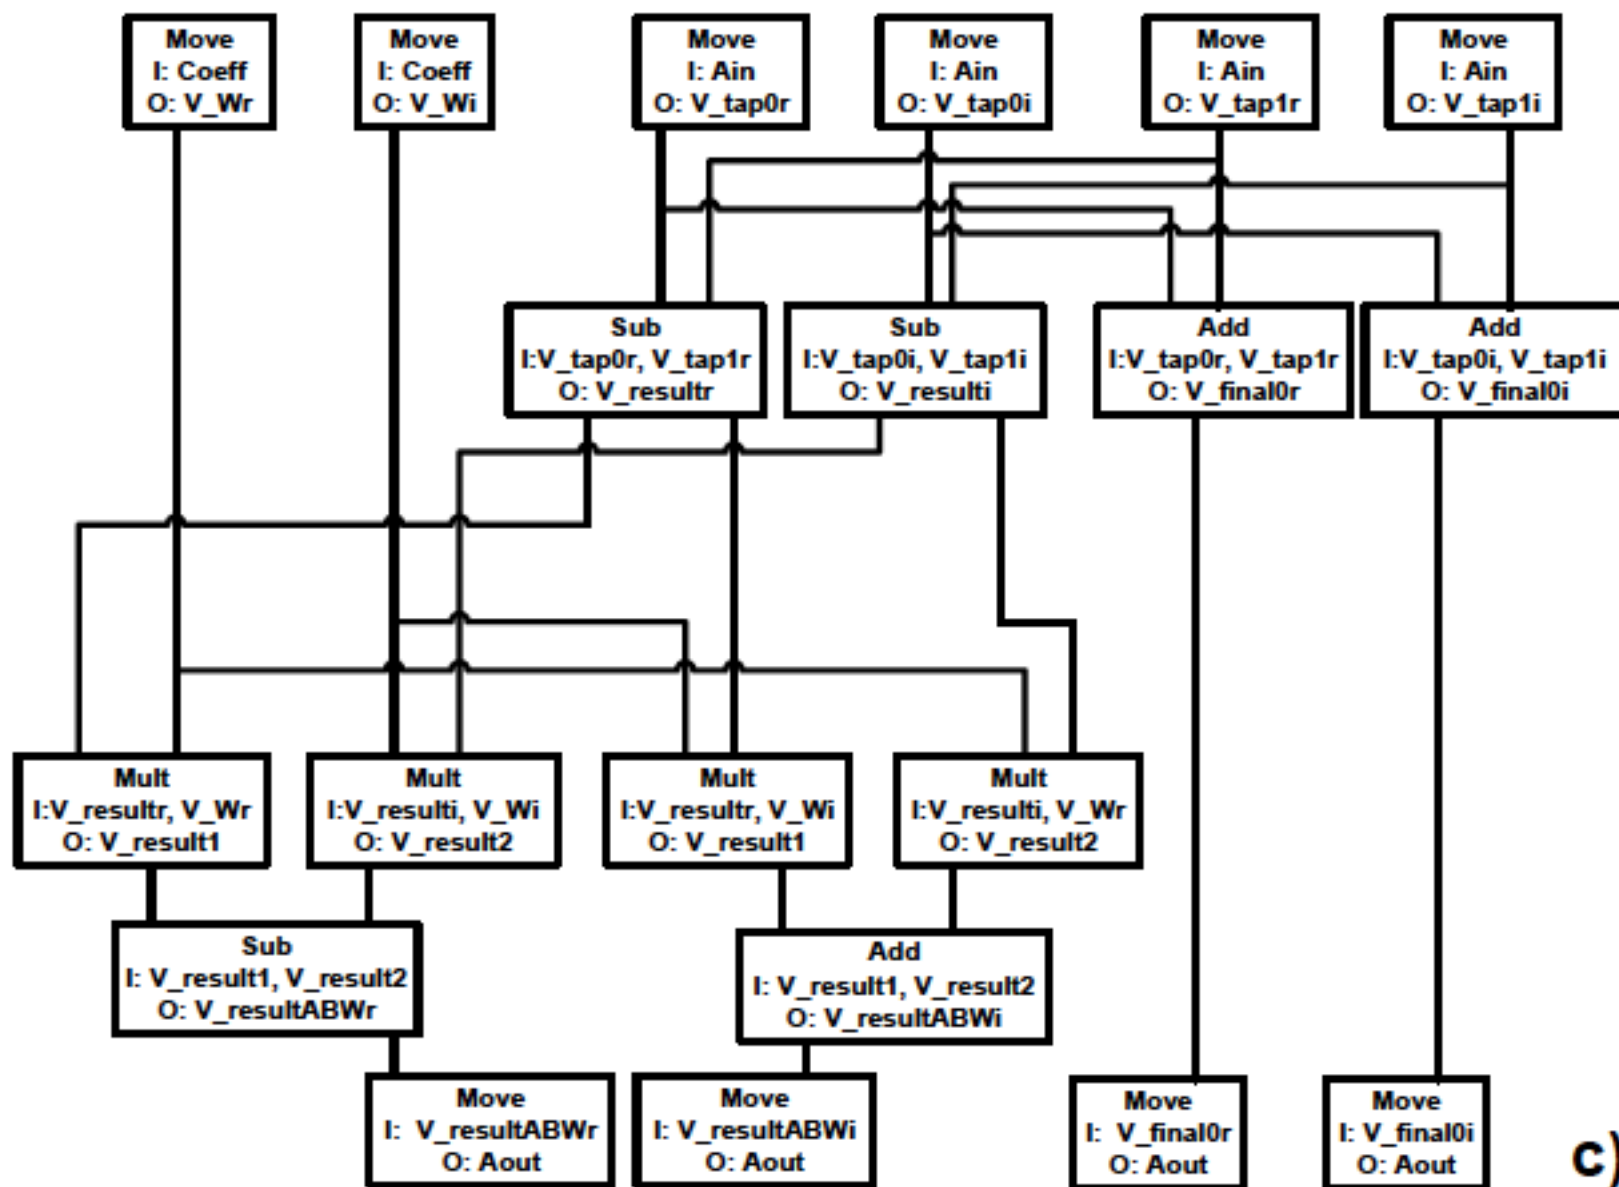 Move
I: Coeff
O: V_Wr
Move
I: Coeff
O: V_Wi
Move
I: Ain
O: V_tap0r
Move
I: Ain
O: V_tap0i
Move
I: Ain
O: V_tap1r
Move
I: Ain
O: V_tap1i
Sub
I:V_tap0r, V_tap1r
O: V_resultr
Sub
I:V_tap0i, V_tap1i
O: V_resulti
Add
I:V_tap0r, V_tap1r
O: V_final0r
Add
I:V_tap0i, V_tap1i
O: V_final0i
Mult
I:V_resultr, V_Wr
O: V_result1
Mult
I:V_resulti, V_Wi
O: V_result2
Mult
I:V_resultr, V_Wi
O: V_result1
Mult
I:V_resulti, V_Wr
O: V_result2
Sub
I: V_result1, V_result2
O: V_resultABWr
Add
I: V_result1, V_result2
O: V_resultABWi
Move
I: V_resultABWr
O: Aout
Move
I: V_resultABWi
O: Aout
Move
I: V_final0r
O: Aout
Move
I: V_final0i
O: Aout
c)